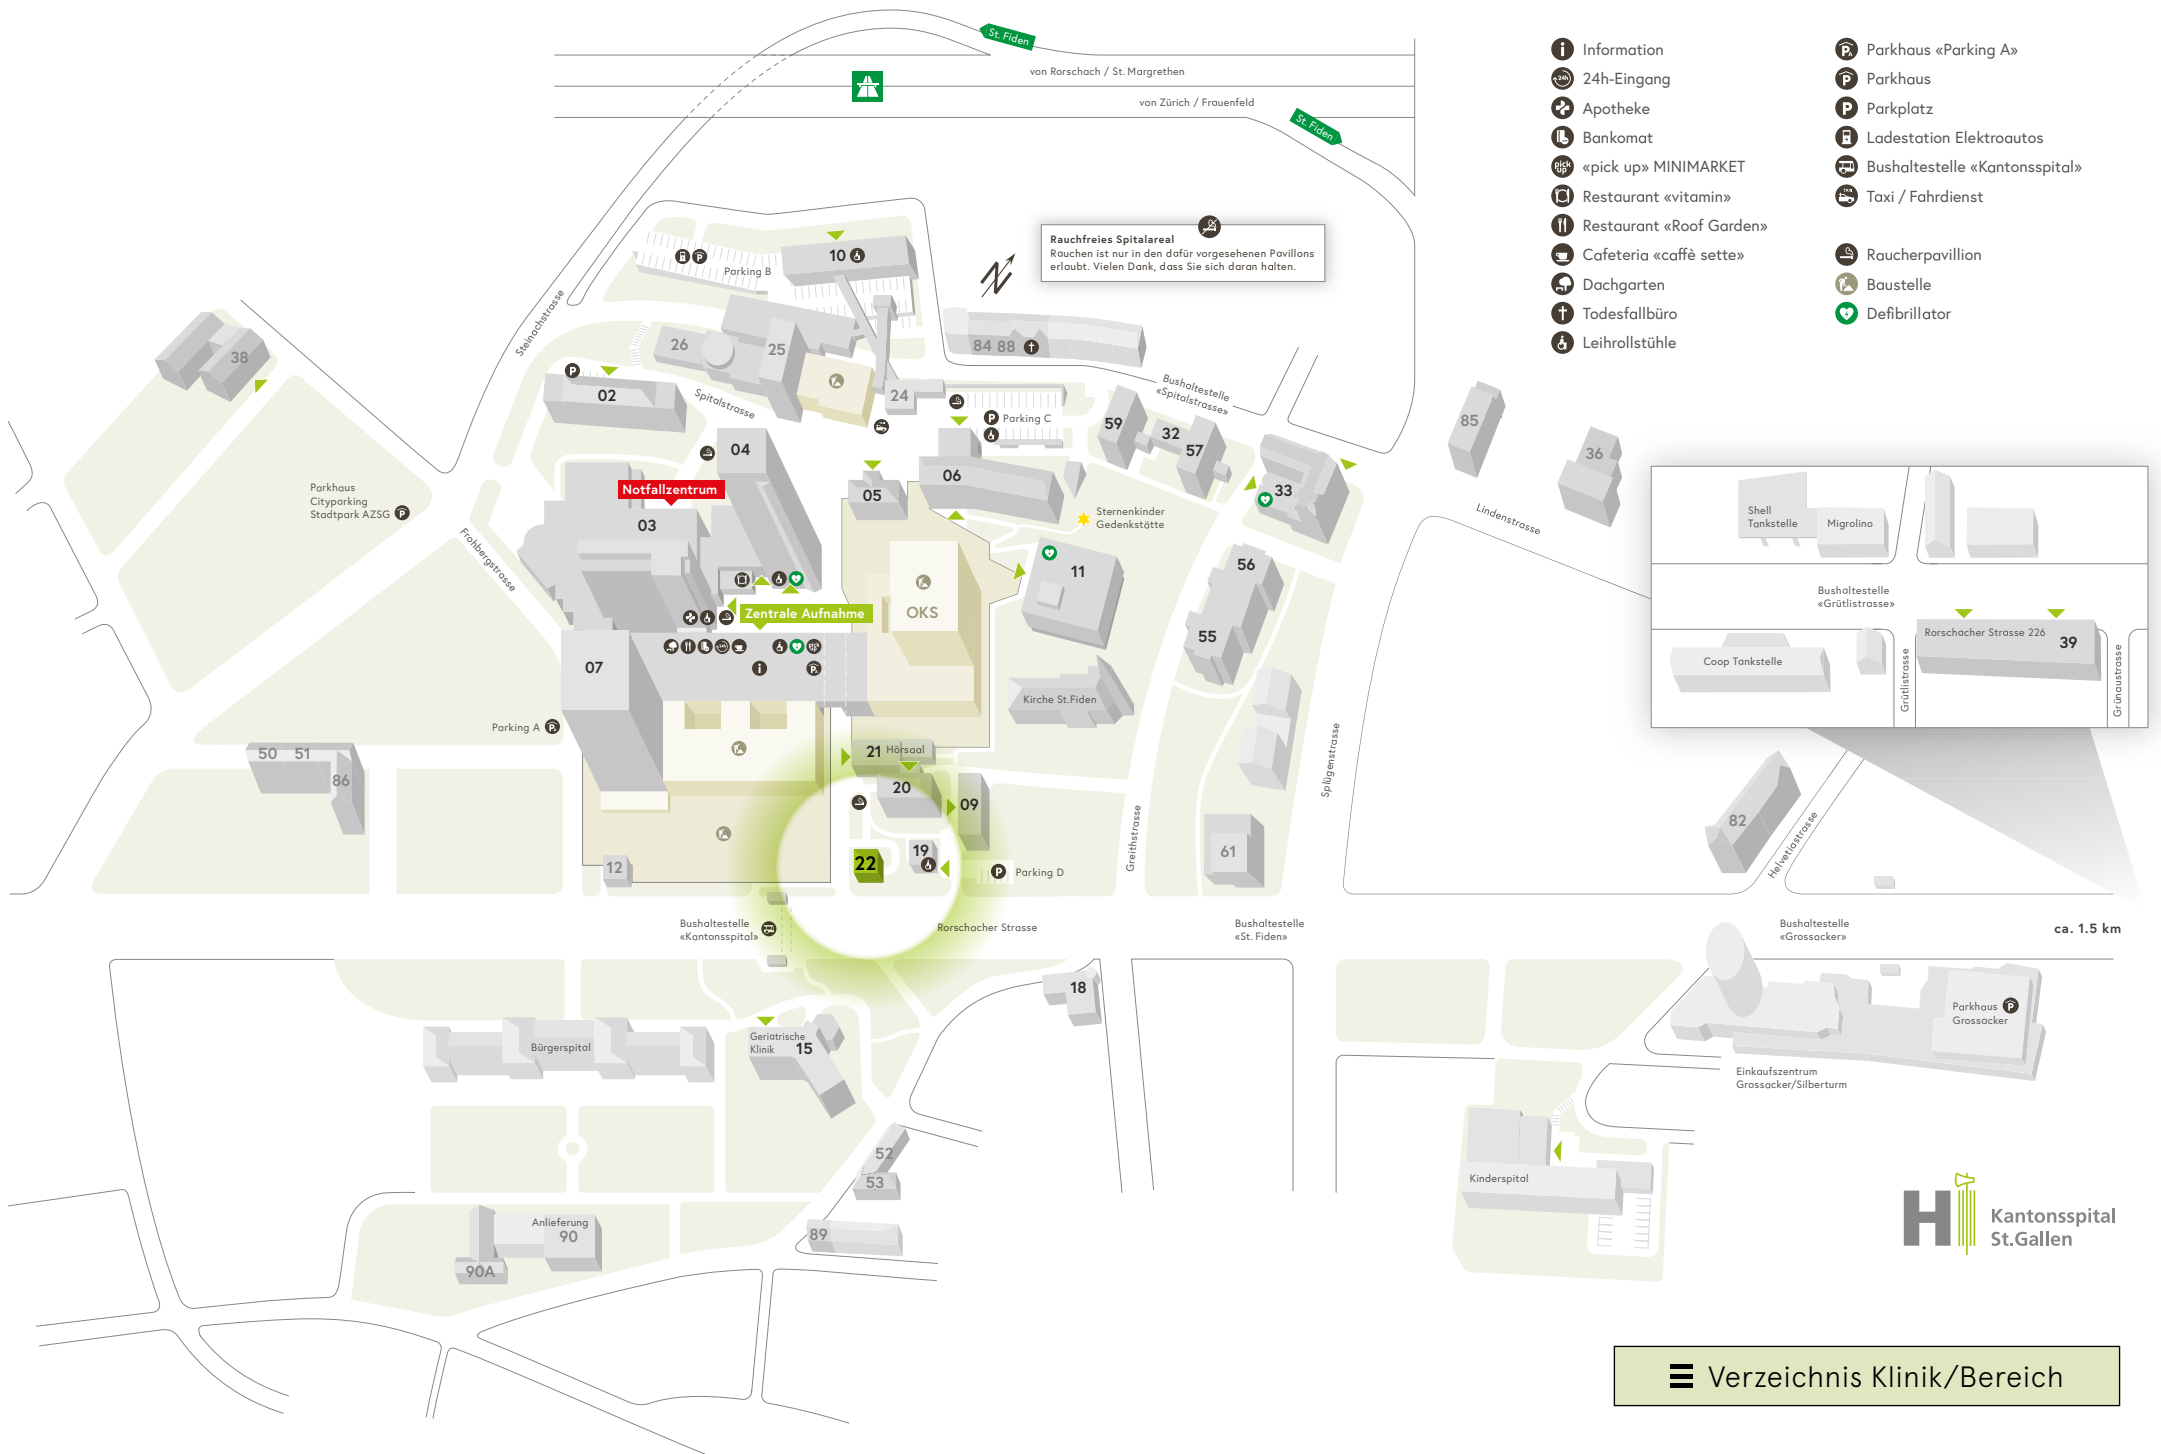 St. Fiden
von Rorschach / St. Margrethen
von Zürich / Frauenfeld
St. Fiden
Information
24h-Eingang
Apotheke
Bankomat
«pick up» MINIMARKET
Restaurant «vitamin»
Restaurant «Roof Garden»
Cafeteria «caffè sette»
Dachgarten
Todesfallbüro
Leihrollstühle
Parkhaus «Parking A»
Parkhaus
Parkplatz
Ladestation Elektroautos
Bushaltestelle «Kantonsspital»
Taxi / Fahrdienst
Raucherpavillion
Baustelle
Defibrillator
Rauchfreies Spitalareal
Rauchen ist nur in den dafür vorgesehenen Pavillons
erlaubt. Vielen Dank, dass Sie sich daran halten.
N
10
Parking B
Steinachstrasse
38
26
25
84 88
02
Spitalstrasse
24
Bushaltestelle
«Spitalstrasse»
Parking C
59
32
57
85
36
04
06
05
33
Notfallzentrum
03
Parkhaus
Cityparking
Stadtpark AZSG
Frohbergstrasse
Sternenkinder
Gedenkstätte
Lindenstrasse
Shell
Tankstelle
Migrolino
Bushaltestelle
«Grütlistrasse»
Rorschacher Strasse 226
39
Coop Tankstelle
Grütlistrasse
Grünaustrasse
11
56
55
Zentrale Aufnahme
OKS
07
Kirche St.Fiden
Parking A
50
51
86
21
Hörsaal
20
09
Splügenstrasse
Greithstrasse
82
Helvetiastrasse
12
22
19
Parking D
61
Bushaltestelle
«Kantonsspital»
Rorschacher Strasse
Bushaltestelle
«St. Fiden»
Bushaltestelle
«Grossacker»
ca. 1.5 km
18
Parkhaus
Grossacker
Bürgerspital
Geriatrische
Klinik
15
Einkaufszentrum
Grossacker/Silberturm
52
53
Kinderspital
89
Anlieferung
90
90A
Kantonsspital
St.Gallen
Verzeichnis Klinik/Bereich